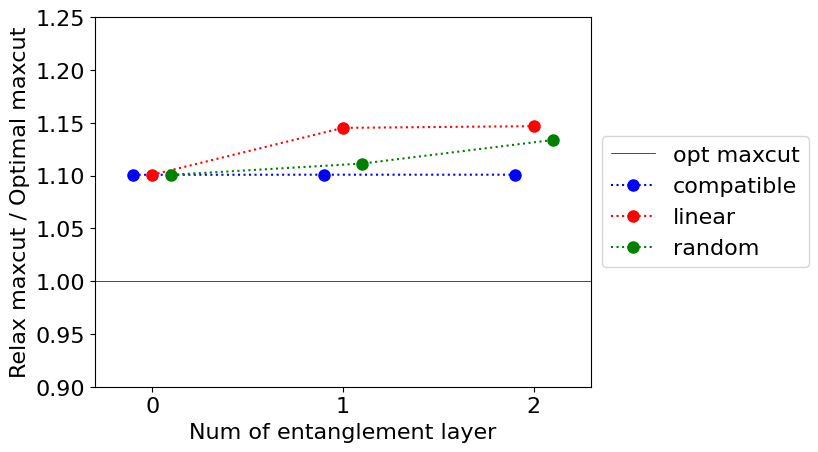 Relax maxcut / Optimal maxcut
1.25
1.20
1.15
1.10
1.05
1.00
0.95
0.90
0 1 2
Num of entanglement layer
opt maxcut
compatible
linear
random